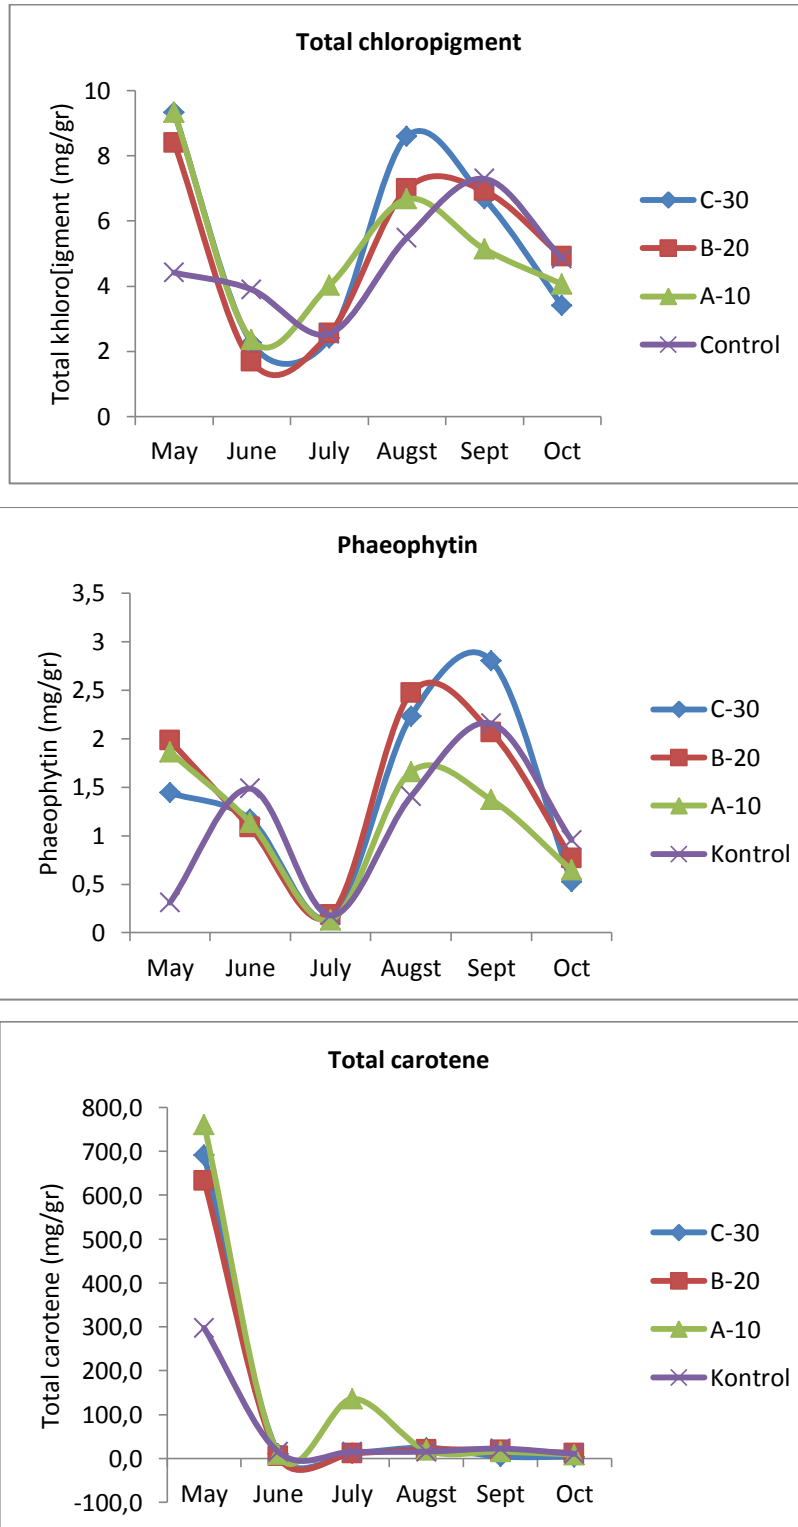 Total chloropigment
Total khloro[igment (mg/gr)
10
8
6
4
2
0
May June July Augst Sept Oct
C-30
B-20
A-10
Control
Phaeophytin
Phaeophytin (mg/gr)
3,5
3
2,5
2
1,5
1
0,5
0
May June July Augst Sept Oct
C-30
B-20
A-10
Kontrol
Total carotene
Total carotene (mg/gr)
800,0
700,0
600,0
500,0
400,0
300,0
200,0
100,0
0,0
-100,0
May June July Augst Sept Oct
C-30
B-20
A-10
Kontrol